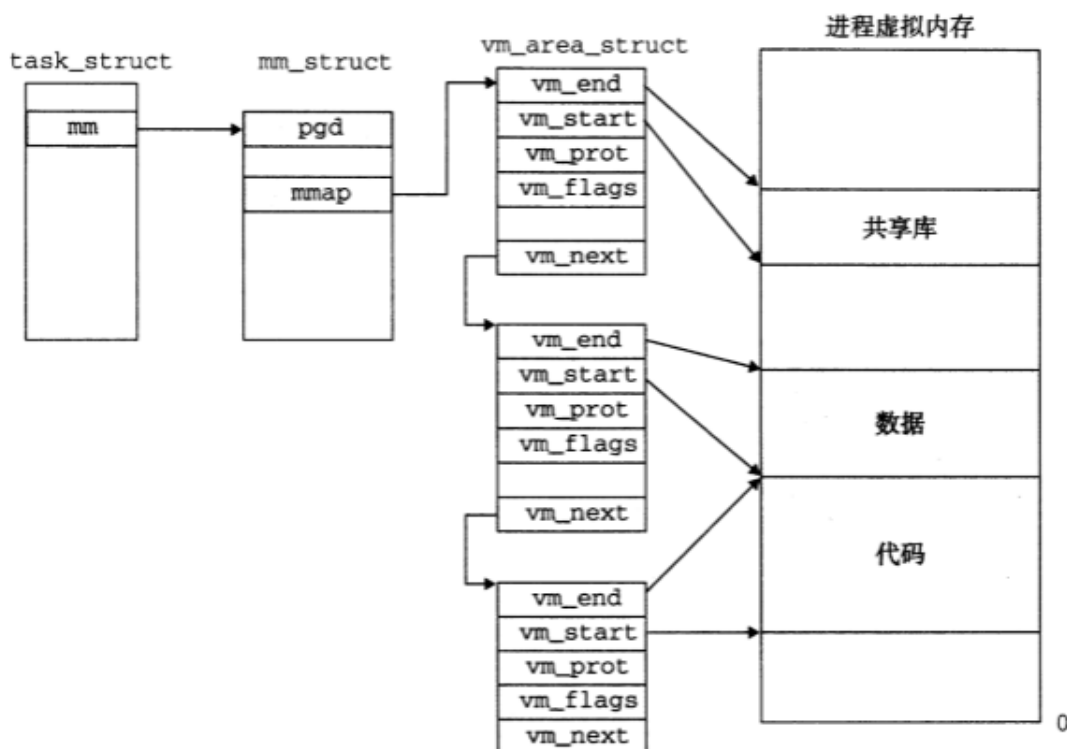 进程虚拟内存
task_struct
mm_struct
vm_area_struct
mm
pgd
mmap
vm_end
vm_start
vm_prot
vm_flags
vm_next
vm_end
vm_start
vm_prot
vm_flags
vm_next
vm_end
vm_start
vm_prot
vm_flags
vm_next
共享库
数据
代码
0